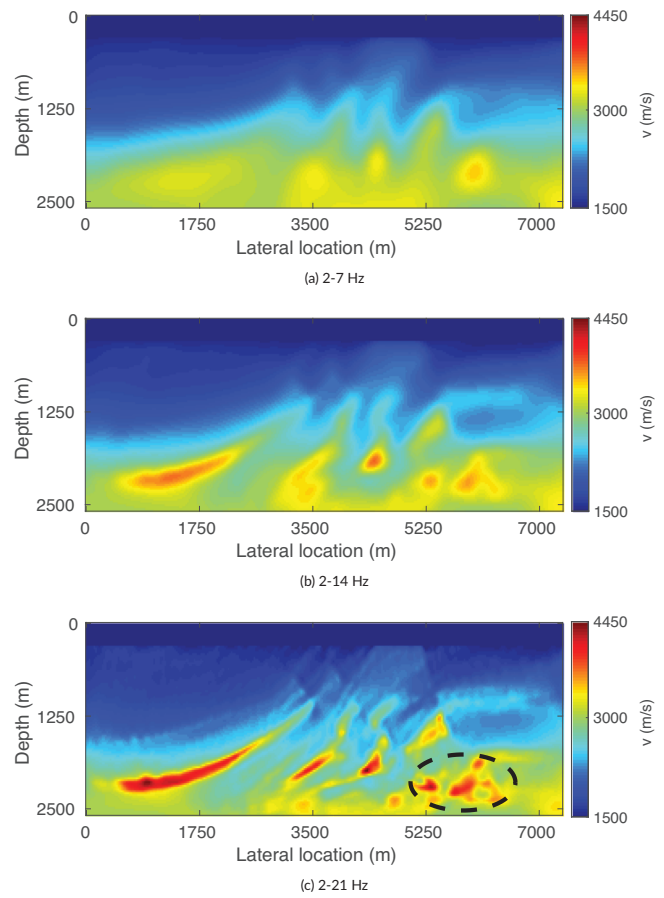 0
1250
2500
Depth (m)
0 1750 3500 5250 7000
Lateral location (m)
4450
3000
1500
v (m/s)
(a) 2-7 Hz
0
1250
2500
Depth (m)
0 1750 3500 5250 7000
Lateral location (m)
4450
3000
1500
v (m/s)
(b) 2-14 Hz
0
1250
2500
Depth (m)
0 1750 3500 5250 7000
Lateral location (m)
4450
3000
1500
v (m/s)
(c) 2-21 Hz